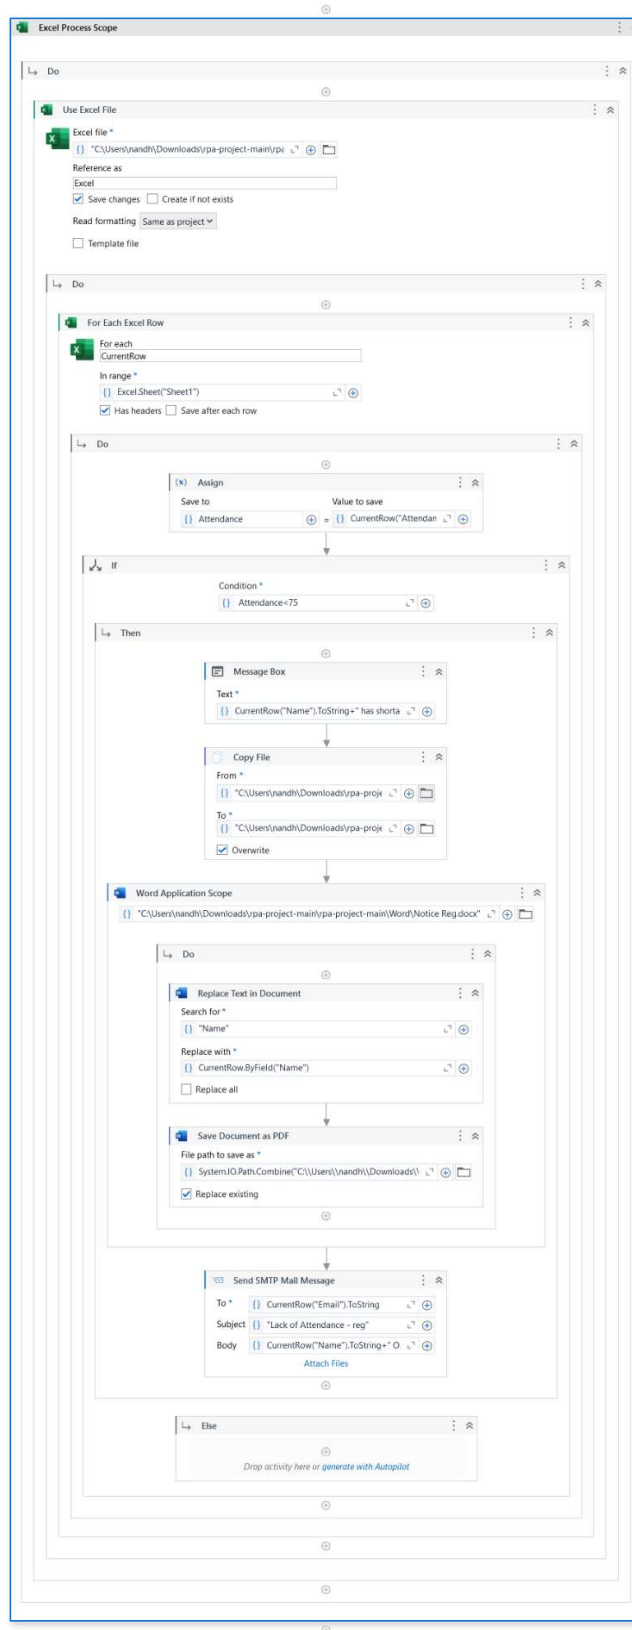 Excel Process Scope
Do
Use Excel File
Excel file *
"C:\Users\nandh\Downloads\rpa-project-main\rpa
Reference as
Excel
Save changes Create if not exists
Read formatting Same as project
Template file
Do
For Each Excel Row
For each
CurrentRow
In range *
Excel.Sheet("Sheet1")
Has headers Save after each row
Do
(x) Assign
Save to Value to save
{} Attendance = {} CurrentRow("Attendan
If
Condition *
{} Attendance<75
Then
Message Box
Text *
{} CurrentRow("Name").ToString+" has shorta
Copy File
From *
{} "C:\Users\nandh\Downloads\rpa-proje
To *
{} "C:\Users\nandh\Downloads\rpa-proje
Overwrite
Word Application Scope
{} "C:\Users\nandh\Downloads\rpa-project-main\rpa-project-main\Word\Notice Reg.docx"
Do
Replace Text in Document
Search for *
{} "Name"
Replace with *
{} CurrentRow.ByField("Name")
Replace all
Save Document as PDF
File path to save as *
{} System.IO.Path.Combine("C:\\Users\\nandh\\Downloads\\
Replace existing
Send SMTP Mail Message
To * {} CurrentRow("Email").ToString
Subject {} "Lack of Attendance - reg"
Body {} CurrentRow("Name").ToString+" O
Attach Files
Else
Drop activity here or generate with Autopilot